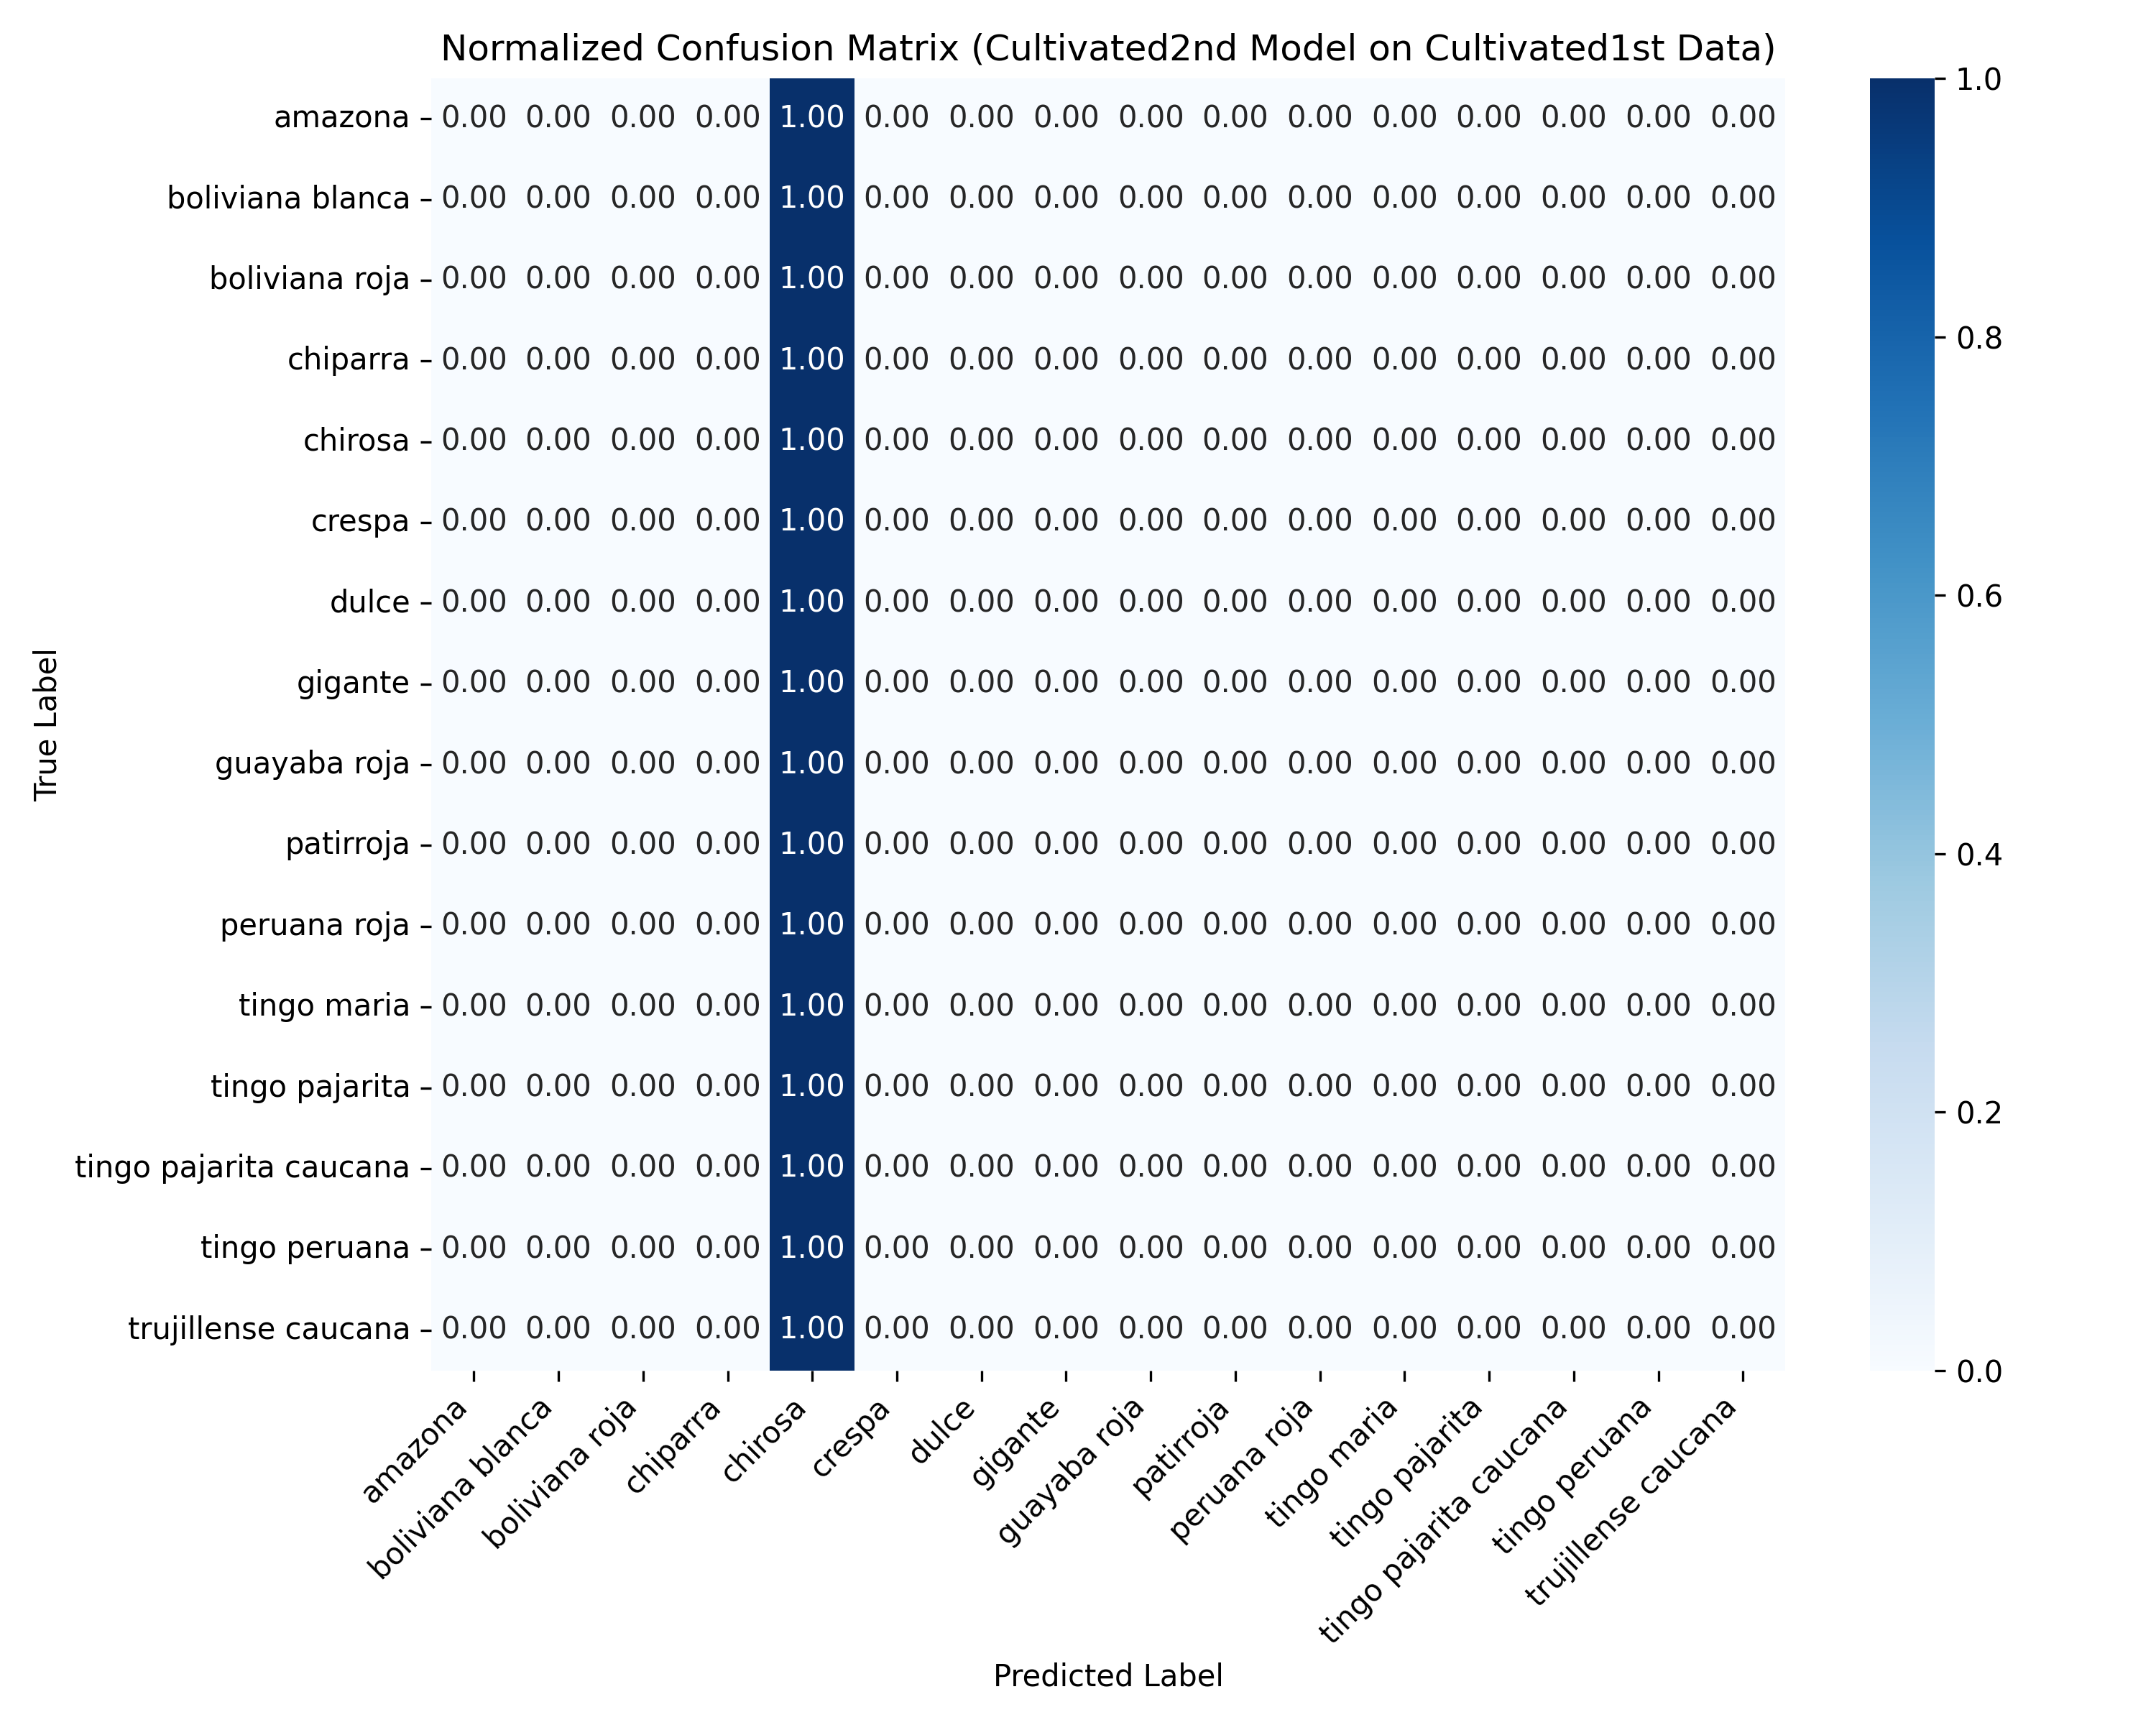 Normalized Confusion Matrix (Cultivated2nd Model on Cultivated1st Data)
amazona 0.00 0.00 0.00 0.00 1.00 0.00 0.00 0.00 0.00 0.00 0.00 0.00 0.00 0.00 0.00 0.00
boliviana blanca 0.00 0.00 0.00 0.00 1.00 0.00 0.00 0.00 0.00 0.00 0.00 0.00 0.00 0.00 0.00 0.00
boliviana roja 0.00 0.00 0.00 0.00 1.00 0.00 0.00 0.00 0.00 0.00 0.00 0.00 0.00 0.00 0.00 0.00
chiparra 0.00 0.00 0.00 0.00 1.00 0.00 0.00 0.00 0.00 0.00 0.00 0.00 0.00 0.00 0.00 0.00
chirosa 0.00 0.00 0.00 0.00 1.00 0.00 0.00 0.00 0.00 0.00 0.00 0.00 0.00 0.00 0.00 0.00
crespa 0.00 0.00 0.00 0.00 1.00 0.00 0.00 0.00 0.00 0.00 0.00 0.00 0.00 0.00 0.00 0.00
dulce 0.00 0.00 0.00 0.00 1.00 0.00 0.00 0.00 0.00 0.00 0.00 0.00 0.00 0.00 0.00 0.00
gigante 0.00 0.00 0.00 0.00 1.00 0.00 0.00 0.00 0.00 0.00 0.00 0.00 0.00 0.00 0.00 0.00
guayaba roja 0.00 0.00 0.00 0.00 1.00 0.00 0.00 0.00 0.00 0.00 0.00 0.00 0.00 0.00 0.00 0.00
patirroja 0.00 0.00 0.00 0.00 1.00 0.00 0.00 0.00 0.00 0.00 0.00 0.00 0.00 0.00 0.00 0.00
peruana roja 0.00 0.00 0.00 0.00 1.00 0.00 0.00 0.00 0.00 0.00 0.00 0.00 0.00 0.00 0.00 0.00
tingo maria 0.00 0.00 0.00 0.00 1.00 0.00 0.00 0.00 0.00 0.00 0.00 0.00 0.00 0.00 0.00 0.00
tingo pajarita 0.00 0.00 0.00 0.00 1.00 0.00 0.00 0.00 0.00 0.00 0.00 0.00 0.00 0.00 0.00 0.00
tingo pajarita caucana 0.00 0.00 0.00 0.00 1.00 0.00 0.00 0.00 0.00 0.00 0.00 0.00 0.00 0.00 0.00 0.00
tingo peruana 0.00 0.00 0.00 0.00 1.00 0.00 0.00 0.00 0.00 0.00 0.00 0.00 0.00 0.00 0.00 0.00
trujillense caucana 0.00 0.00 0.00 0.00 1.00 0.00 0.00 0.00 0.00 0.00 0.00 0.00 0.00 0.00 0.00 0.00
True Label
amazona
boliviana blanca
boliviana roja
chiparra
chirosa
crespa
dulce
gigante
guayaba roja
patirroja
peruana roja
tingo maria
tingo pajarita
tingo pajarita caucana
tingo peruana
trujillense caucana
Predicted Label
1.0
0.8
0.6
0.4
0.2
0.0